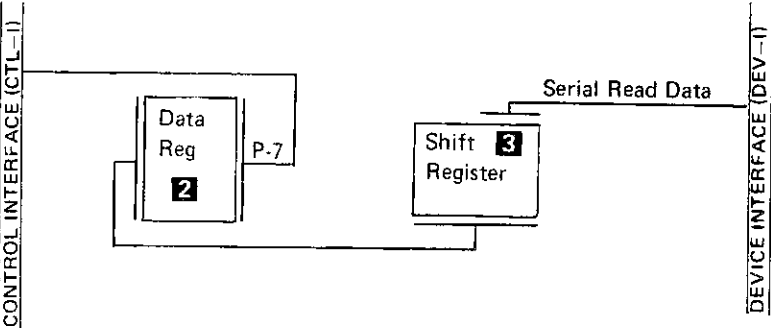 CONTROL INTERFACE (CTL–I)
Data
Reg
2
P-7
Serial Read Data
Shift 3
Register
DEVICE INTERFACE (DEV–I)